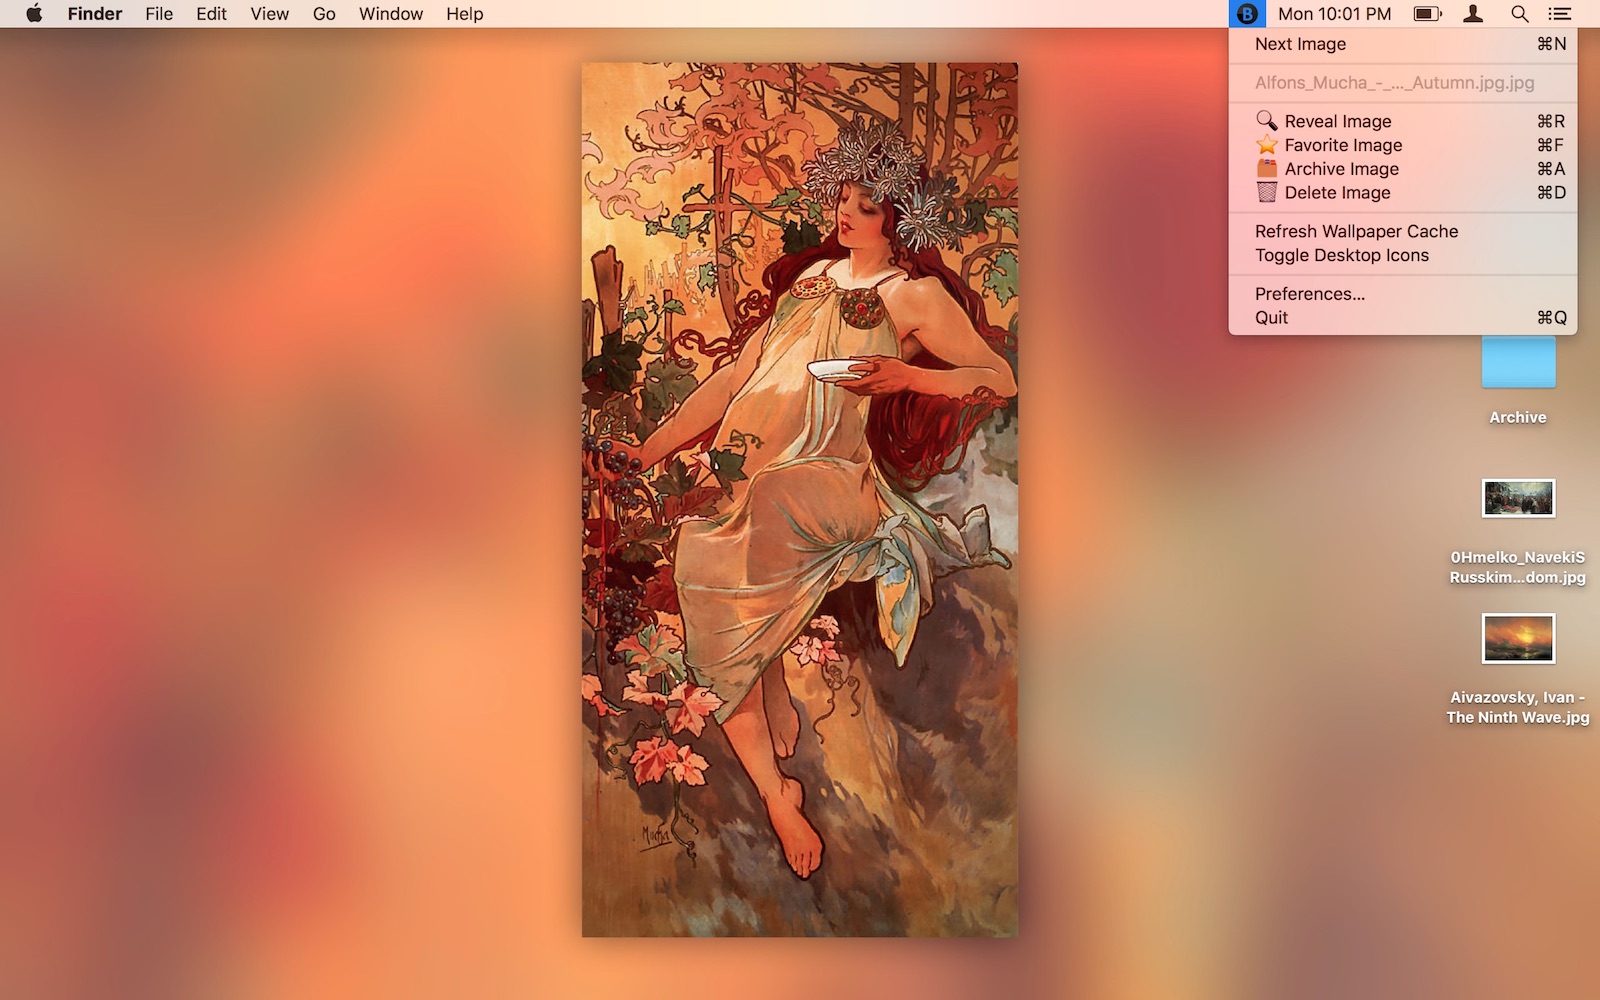 Finder File Edit View Go Window Help
B Mon 10:01 PM
Next Image ⌘N
Alfons_Mucha_-_..._Autumn.jpg.jpg
Reveal Image ⌘R
Favorite Image ⌘F
Archive Image ⌘A
Delete Image ⌘D
Refresh Wallpaper Cache
Toggle Desktop Icons
Preferences...
Quit ⌘Q
Archive
0Hmelko_NavekiS
Russkim...dom.jpg
Aivazovsky, Ivan -
The Ninth Wave.jpg
Mucha